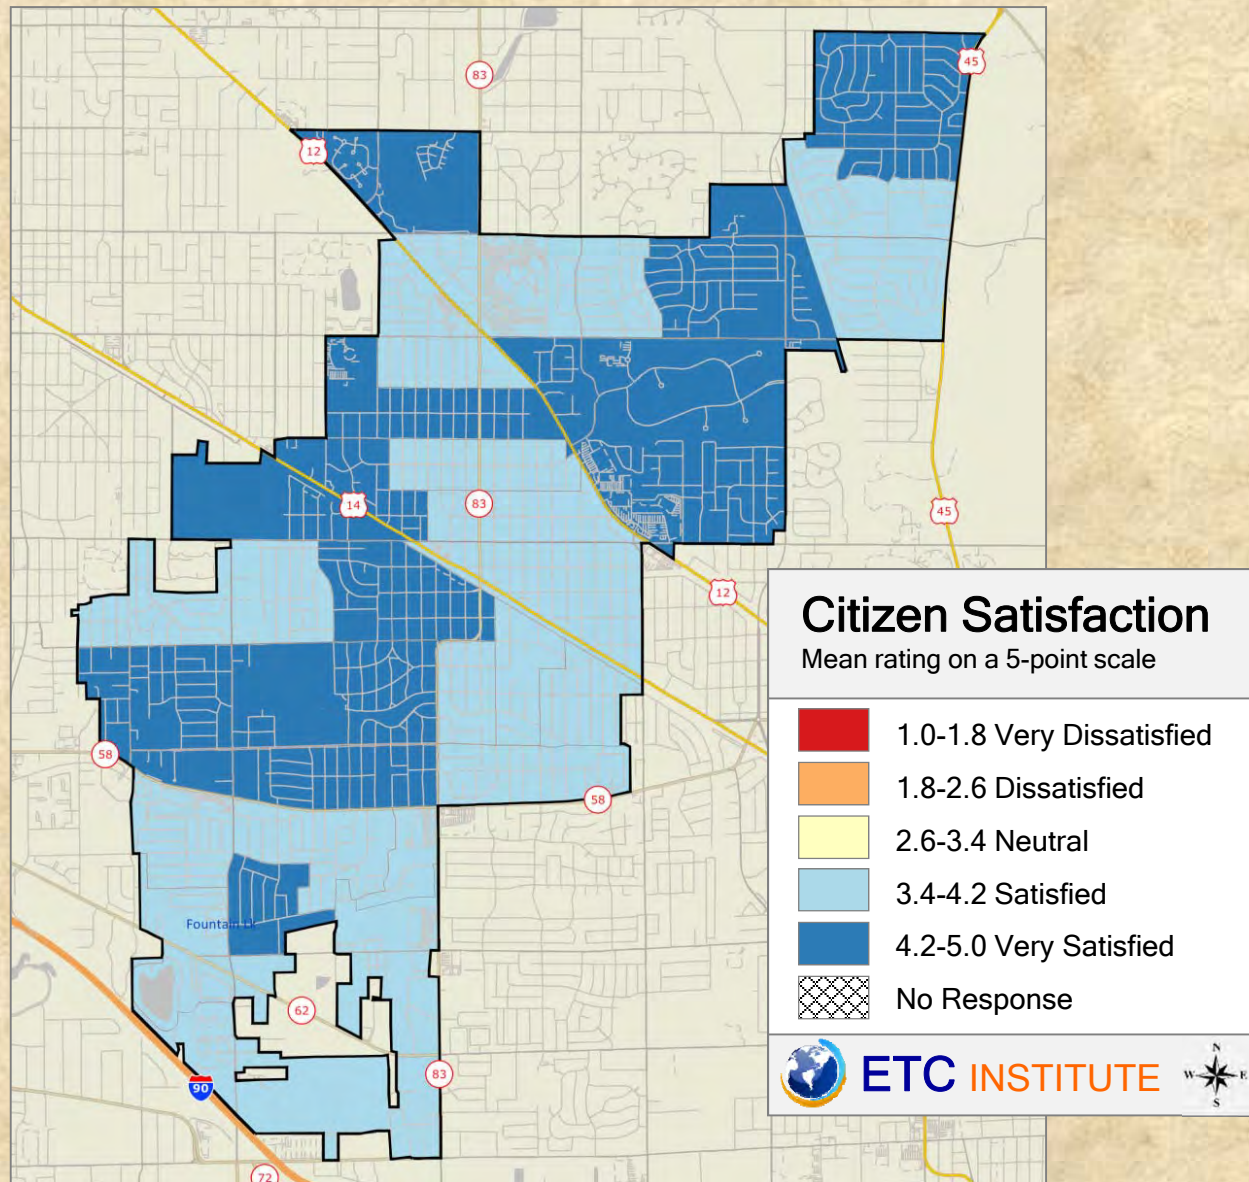 83
45
12
14
83
45
12
58
58
Fountain Lk
62
83
90
72
Citizen Satisfaction
Mean rating on a 5-point scale
1.0-1.8 Very Dissatisfied
1.8-2.6 Dissatisfied
2.6-3.4 Neutral
3.4-4.2 Satisfied
4.2-5.0 Very Satisfied
No Response
ETC INSTITUTE
N
W E
S